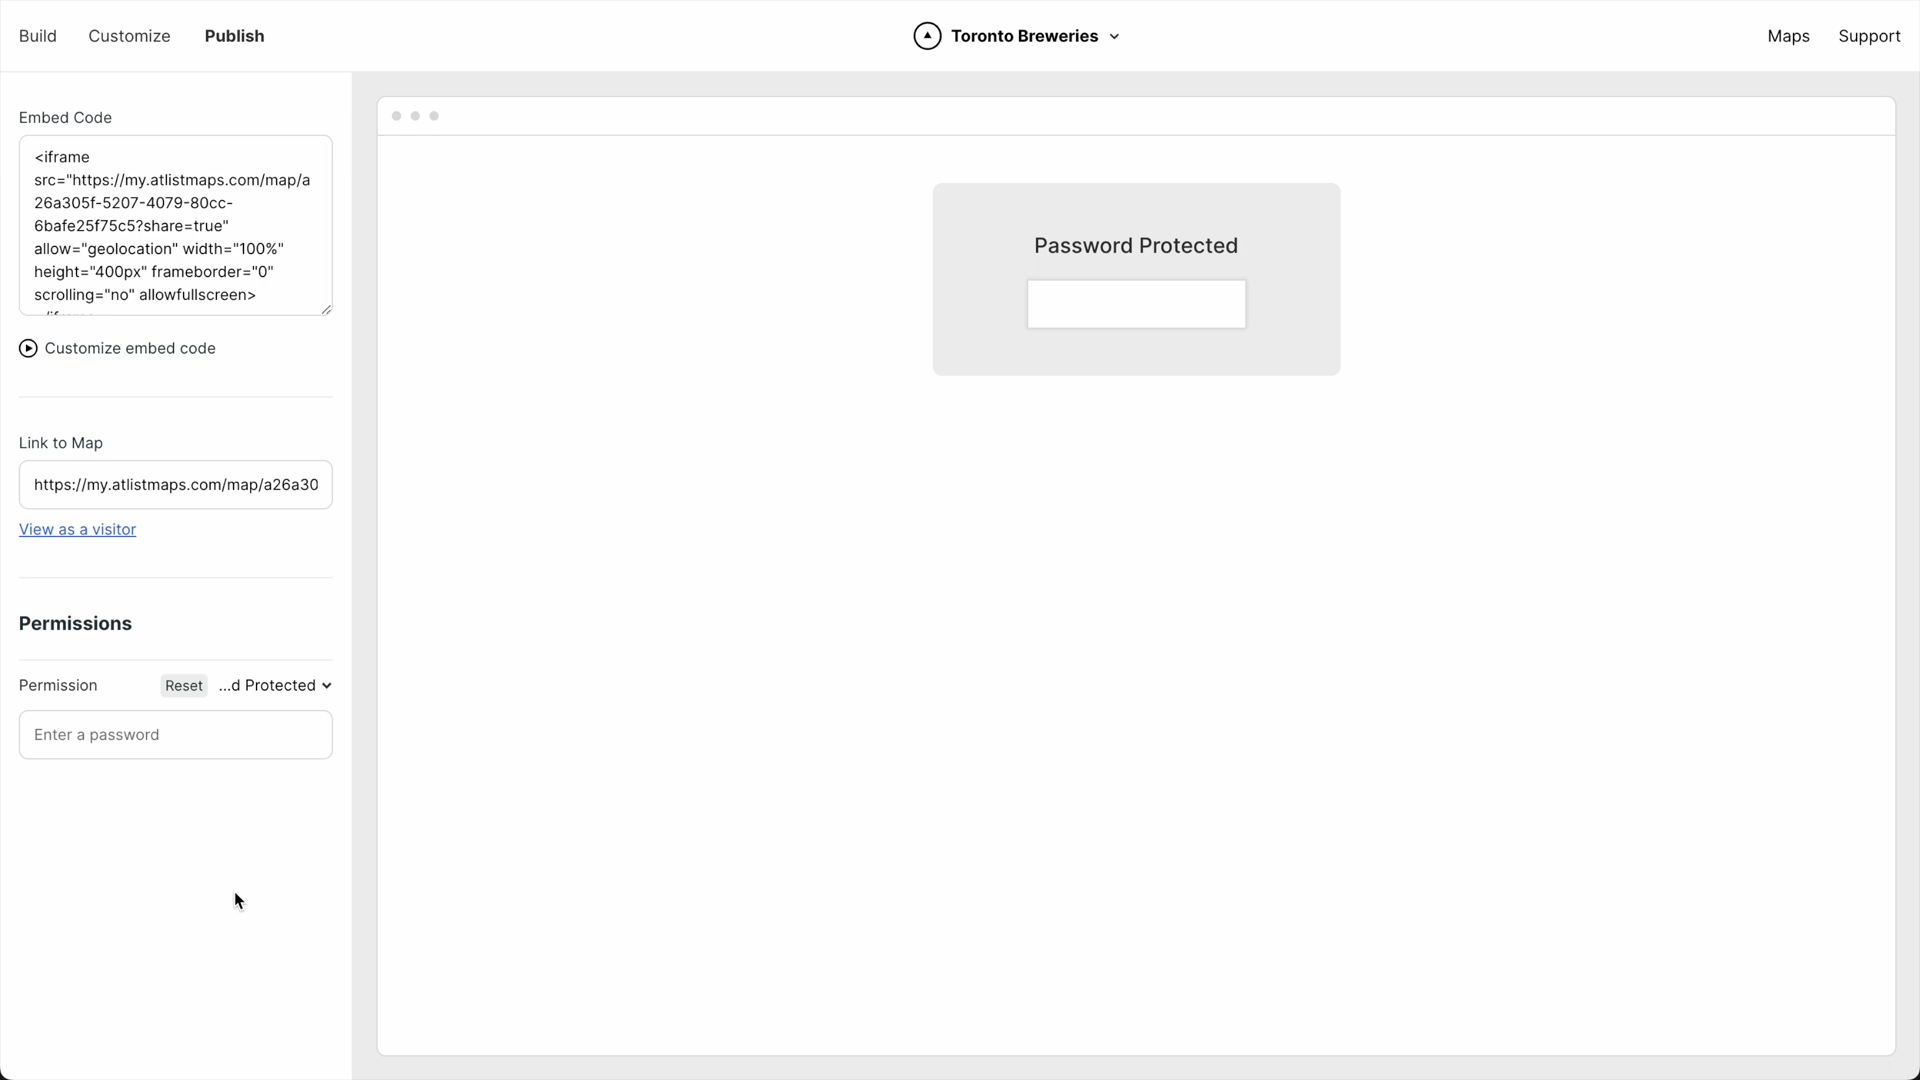 Build Customize Publish
Toronto Breweries
Maps Support
Embed Code
<iframe
src="https://my.atlistmaps.com/map/a
26a305f-5207-4079-80cc-
6bafe25f75c5?share=true"
allow="geolocation" width="100%"
height="400px" frameborder="0"
scrolling="no" allowfullscreen>
Customize embed code
Link to Map
https://my.atlistmaps.com/map/a26a30
View as a visitor
Permissions
Permission Reset ...d Protected
Enter a password
Password Protected